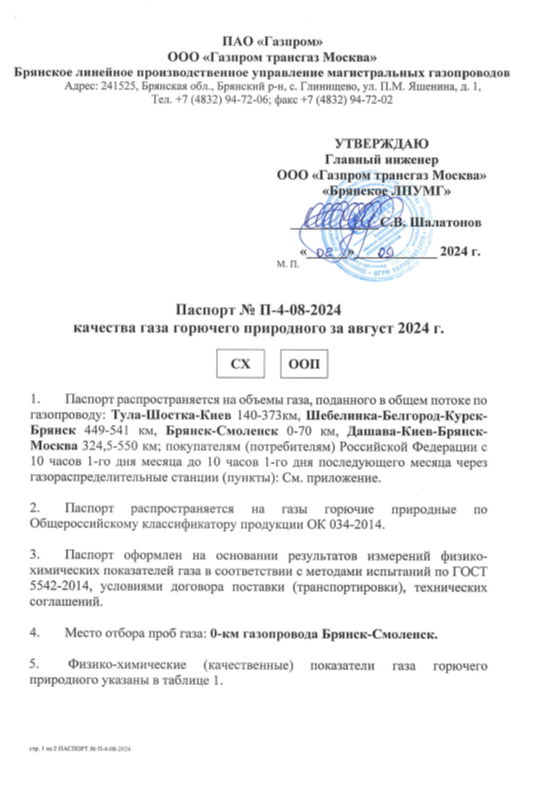 ПАО «Газпром»
ООО «Газпром трансгаз Москва»
Брянское линейное производственное управление магистральных газопроводов
Адрес: 241525, Брянская обл., Брянский р-н, с. Глинищево, ул. П.М. Яшенина, д. 1,
Тел. +7 (4832) 94-72-06; факс +7 (4832) 94-72-02
УТВЕРЖДАЮ
Главный инженер
ООО «Газпром трансгаз Москва»
«Брянское ЛПУМГ»
С.В. Шалатонов
« 02 » 09 2024 г.
М. П.
Паспорт № П-4-08-2024
качества газа горючего природного за август 2024 г.
СХ ООП
1. Паспорт распространяется на объемы газа, поданного в общем потоке по
газопроводу: Тула-Шостка-Киев 140-373км, Шебелинка-Белгород-Курск-
Брянск 449-541 км, Брянск-Смоленск 0-70 км, Дашава-Киев-Брянск-
Москва 324,5-550 км; покупателям (потребителям) Российской Федерации с
10 часов 1-го дня месяца до 10 часов 1-го дня последующего месяца через
газораспределительные станции (пункты): См. приложение.
2. Паспорт распространяется на газы горючие природные по
Общероссийскому классификатору продукции ОК 034-2014.
3. Паспорт оформлен на основании результатов измерений физико-
химических показателей газа в соответствии с методами испытаний по ГОСТ
5542-2014, условиями договора поставки (транспортировки), технических
соглашений.
4. Место отбора проб газа: 0-км газопровода Брянск-Смоленск.
5. Физико-химические (качественные) показатели газа горючего
природного указаны в таблице 1.
стр. 1 из 2 ПАСПОРТ № П-4-08-2024